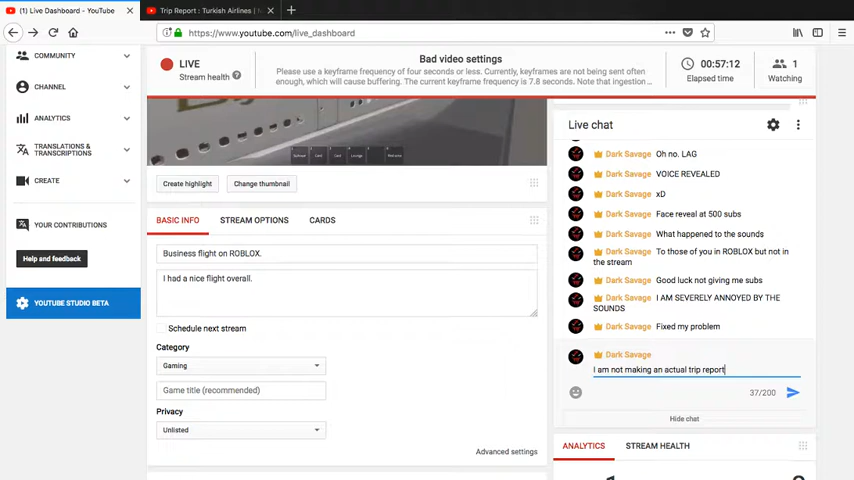 (1) Live Dashboard - YouTube
Trip Report : Turkish Airlines |
https://www.youtube.com/live_dashboard
COMMUNITY
CHANNEL
ANALYTICS
TRANSLATIONS &
TRANSCRIPTIONS
CREATE
YOUR CONTRIBUTIONS
Help and feedback
YOUTUBE STUDIO BETA
LIVE
Stream health
Bad video settings
Please use a keyframe frequency of four seconds or less. Currently, keyframes are not being sent often
enough, which will cause buffering. The current keyframe frequency is 7.8 seconds. Note that ingestion ...
00:57:12
Elapsed time
1
Watching
Create highlight
Change thumbnail
BASIC INFO
STREAM OPTIONS
CARDS
Business flight on ROBLOX.
I had a nice flight overall.
Schedule next stream
Category
Gaming
Game title (recommended)
Privacy
Unlisted
Advanced settings
Live chat
Dark Savage Oh no. LAG
Dark Savage VOICE REVEALED
Dark Savage xD
Dark Savage Face reveal at 500 subs
Dark Savage What happened to the sounds
Dark Savage To those of you in ROBLOX but not in
the stream
Dark Savage Good luck not giving me subs
Dark Savage I AM SEVERELY ANNOYED BY THE
SOUNDS
Dark Savage Fixed my problem
Dark Savage
I am not making an actual trip report
37/200
Hide chat
ANALYTICS
STREAM HEALTH